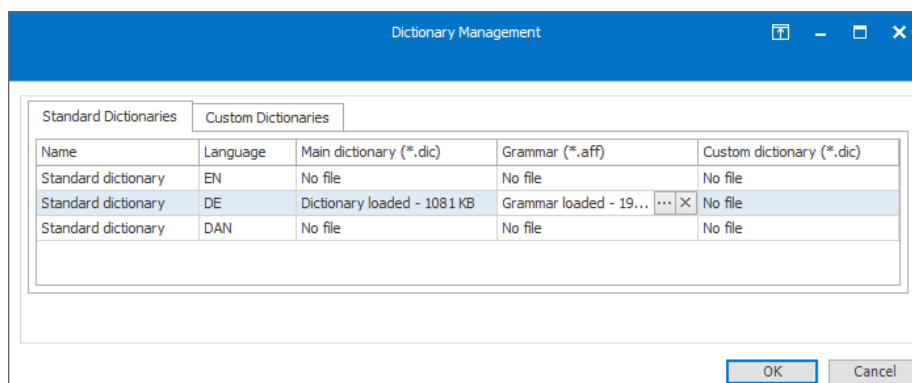 Dictionary Management
Standard Dictionaries Custom Dictionaries
Name Language Main dictionary (*.dic) Grammar (*.aff) Custom dictionary (*.dic)
Standard dictionary EN No file No file No file
Standard dictionary DE Dictionary loaded - 1081 KB Grammar loaded - 19... No file
Standard dictionary DAN No file No file No file
OK Cancel